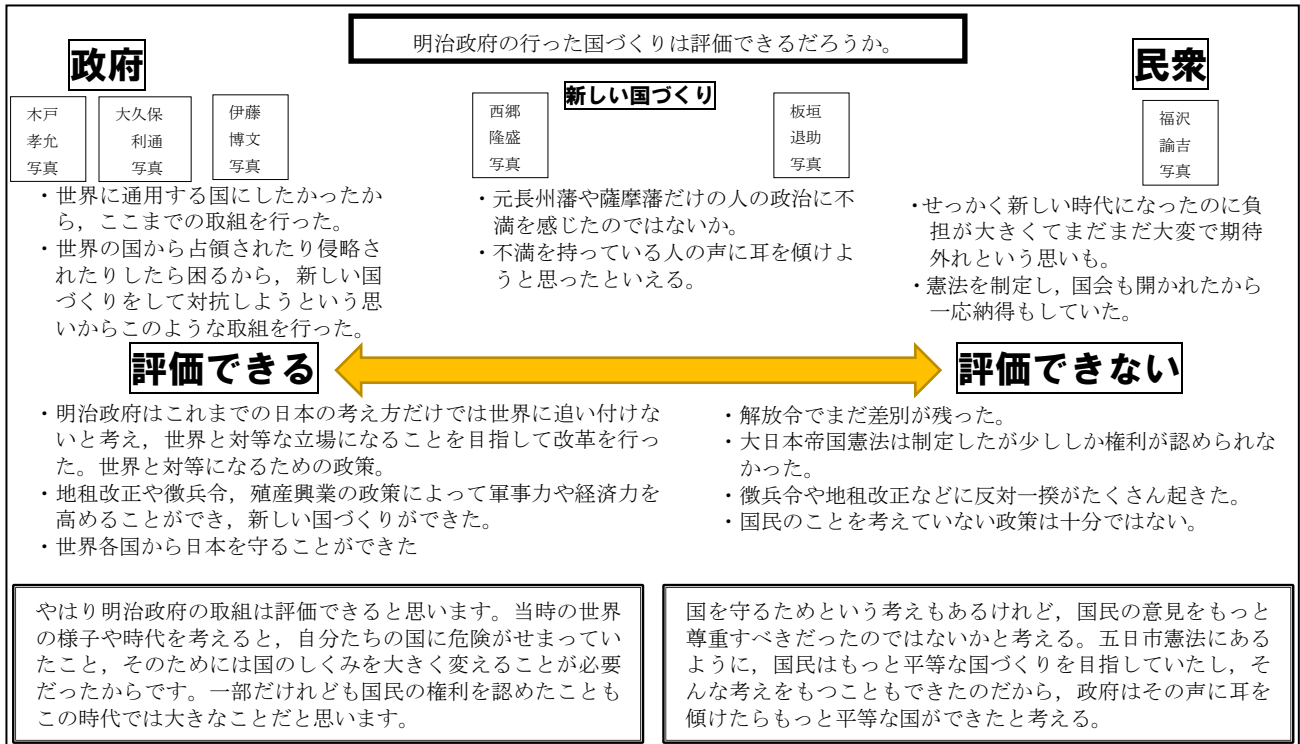 明治政府の行った国づくりは評価できるだろうか。
政府
民衆
新しい国づくり
木戸
孝允
写真
大久保
利通
写真
伊藤
博文
写真
西郷
隆盛
写真
板垣
退助
写真
福沢
諭吉
写真
・世界に通用する国にしたかったか
ら，ここまでの取組を行った。
・世界の国から占領されたり侵略さ
れたりしたら困るから，新しい国
づくりをして対抗しようという思
いからこのような取組を行った。
・元長州藩や薩摩藩だけの人の政治に不
満を感じたのではないか。
・不満を持っている人の声に耳を傾けよ
うと思ったといえる。
・せっかく新しい時代になったのに負
担が大きくてまだまだ大変で期待
外れという思いも。
・憲法を制定し，国会も開かれたから
一応納得もしていた。
評価できる
評価できない
・明治政府はこれまでの日本の考え方だけでは世界に追い付けな
いと考え，世界と対等な立場になることを目指して改革を行っ
た。世界と対等になるための政策。
・地租改正や徴兵令，殖産興業の政策によって軍事力や経済力を
高めることができ，新しい国づくりができた。
・世界各国から日本を守ることができた
・解放令でまだ差別が残った。
・大日本帝国憲法は制定したが少ししか権利が認められな
かった。
・徴兵令や地租改正などに反対一揆がたくさん起きた。
・国民のことを考えていない政策は十分ではない。
やはり明治政府の取組は評価できると思います。当時の世界
の様子や時代を考えると，自分たちの国に危険がせまってい
たこと，そのためには国のしくみを大きく変えることが必要
だったからです。一部だけれども国民の権利を認めたことも
この時代では大きなことだと思います。
国を守るためという考えもあるけれど，国民の意見をもっと
尊重すべきだったのではないかと考える。五日市憲法にある
ように，国民はもっと平等な国づくりを目指していたし，そ
んな考えをもつこともできたのだから，政府はその声に耳を
傾けたらもっと平等な国ができたと考える。